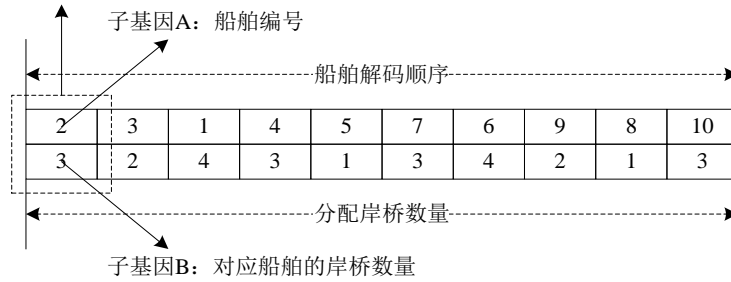 子基因A：船舶编号
船舶解码顺序
2 3 1 4 5 7 6 9 8 10
3 2 4 3 1 3 4 2 1 3
分配岸桥数量
子基因B：对应船舶的岸桥数量